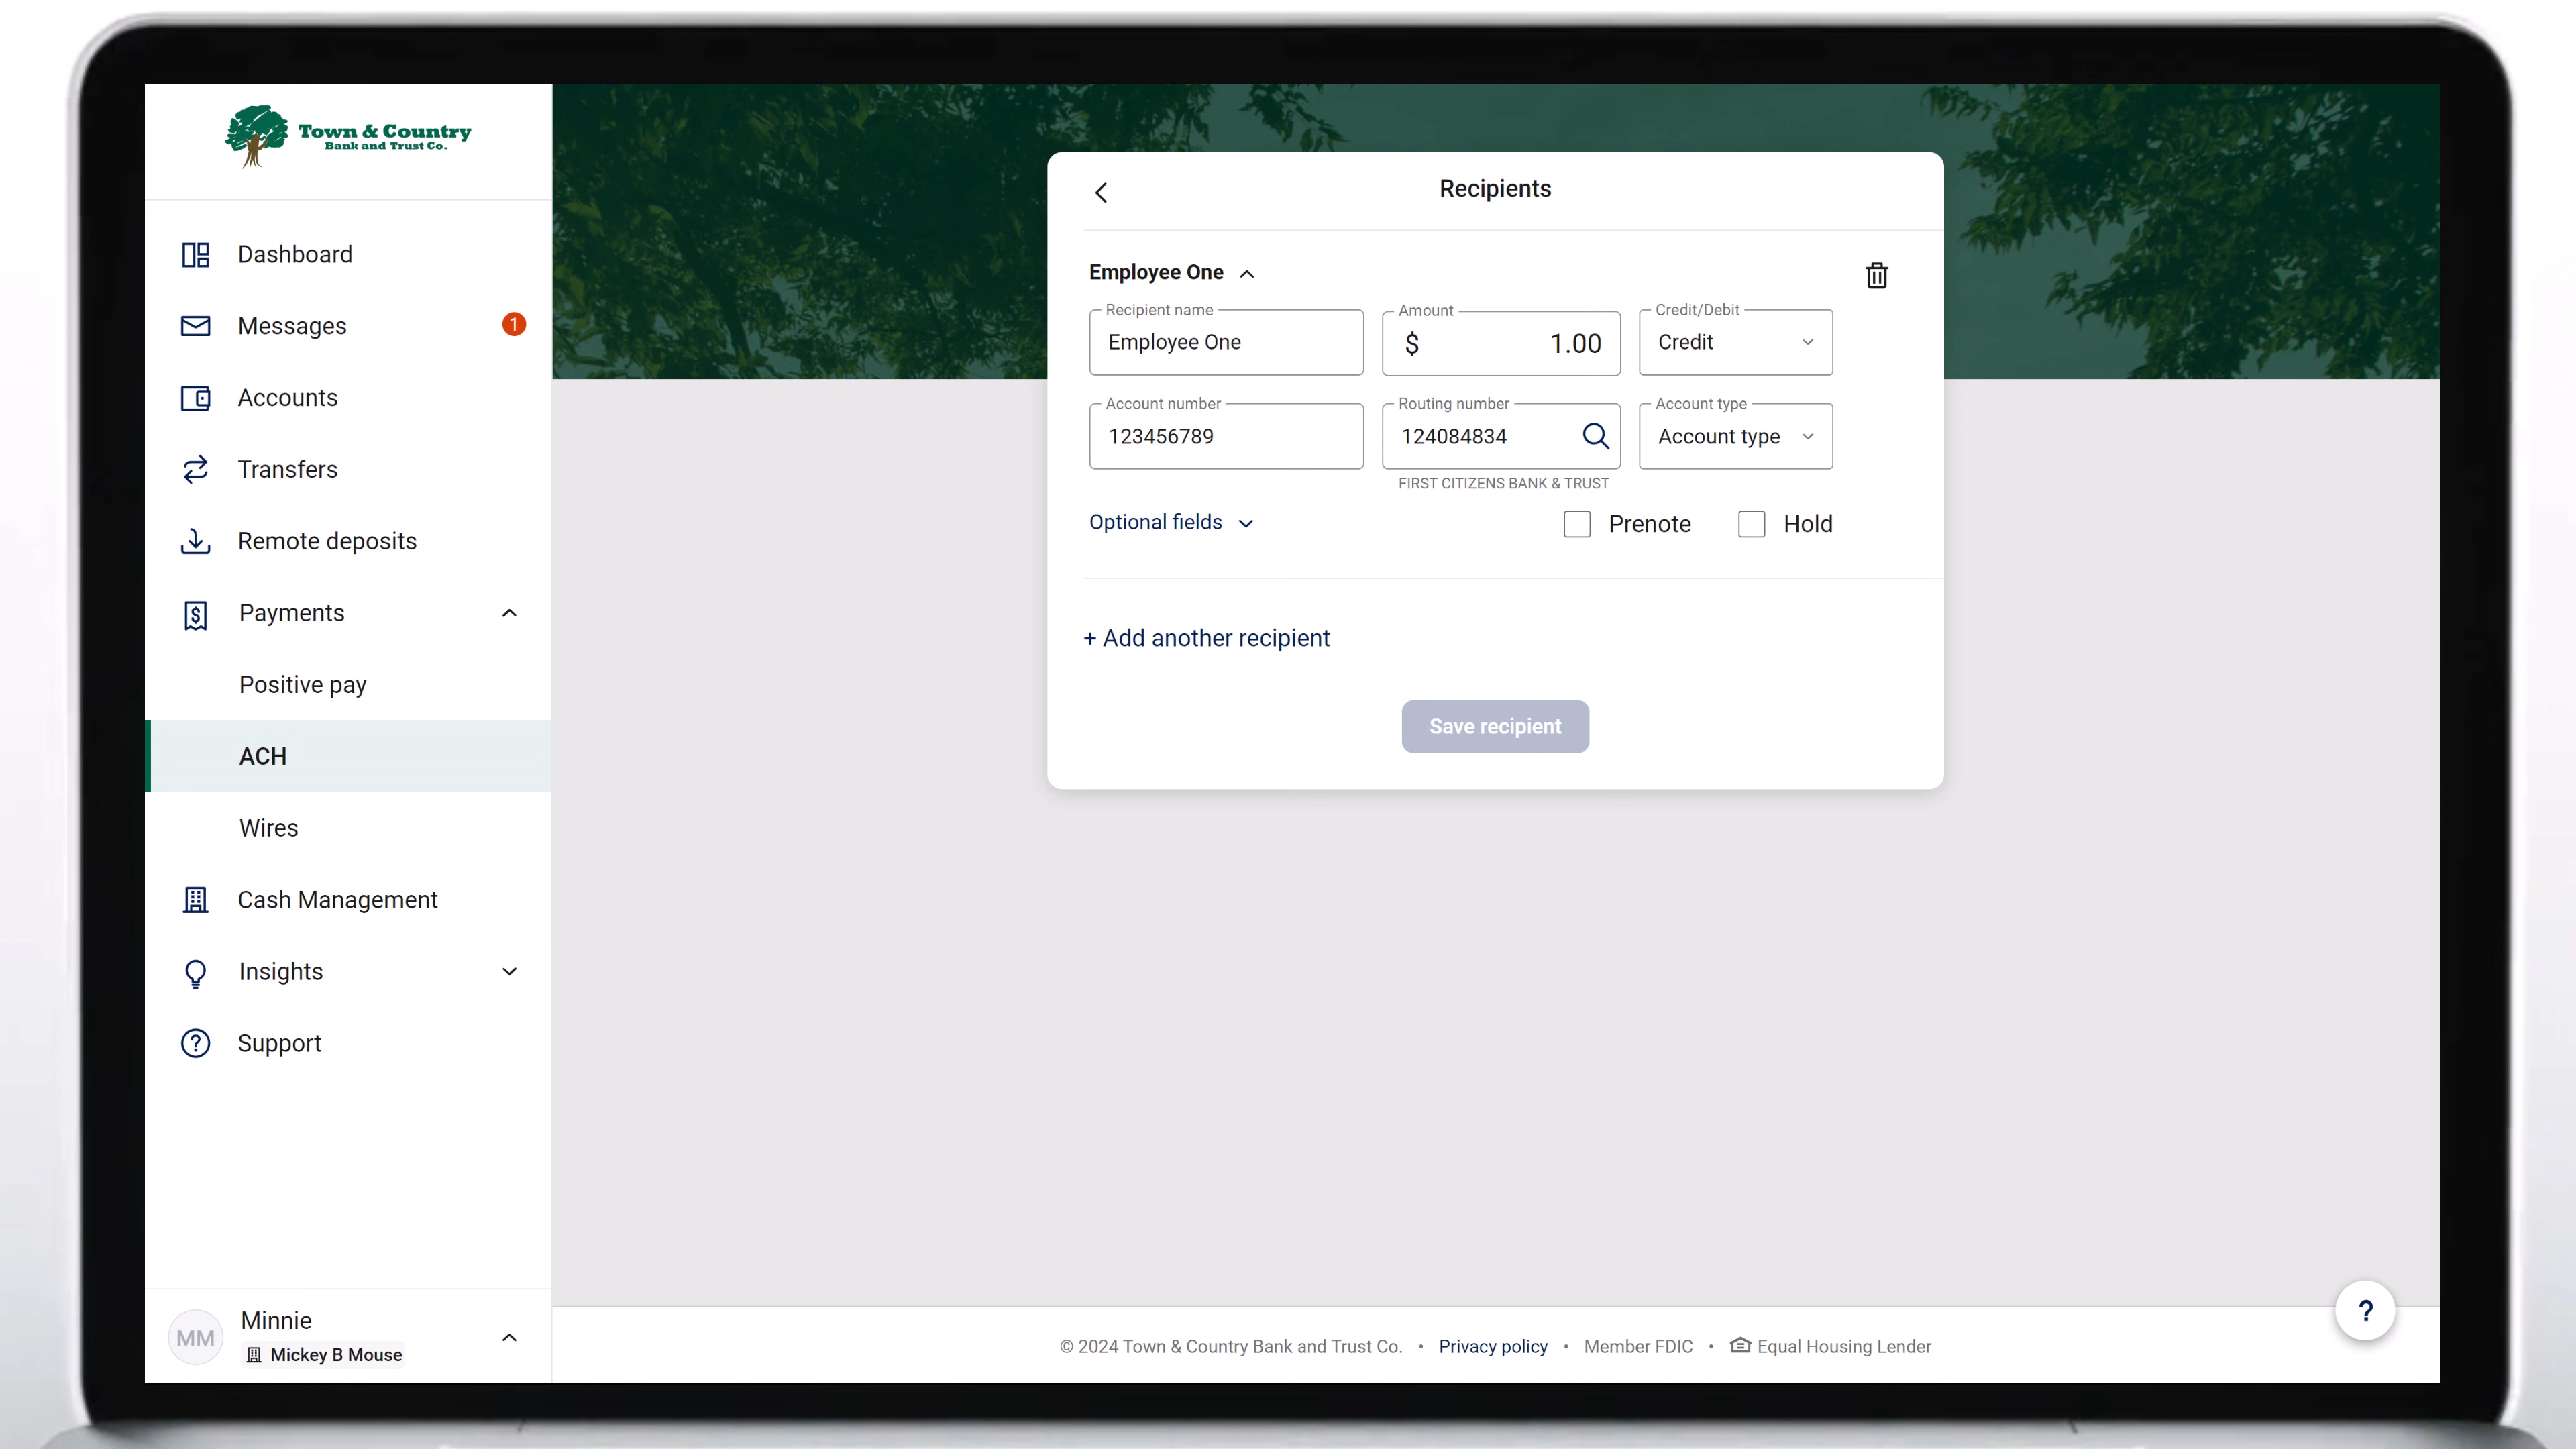 Town & Country
Bank and Trust Co.
Dashboard
Messages
1
Accounts
Transfers
Remote deposits
Payments
Positive pay
ACH
Wires
Cash Management
Insights
Support
MM
Minnie
Mickey B Mouse
Recipients
Employee One
Recipient name
Employee One
Amount
$ 1.00
Credit/Debit
Credit
Account number
123456789
Routing number
124084834
Account type
Account type
FIRST CITIZENS BANK & TRUST
Optional fields
Prenote
Hold
+ Add another recipient
Save recipient
?
© 2024 Town & Country Bank and Trust Co. • Privacy policy • Member FDIC • Equal Housing Lender